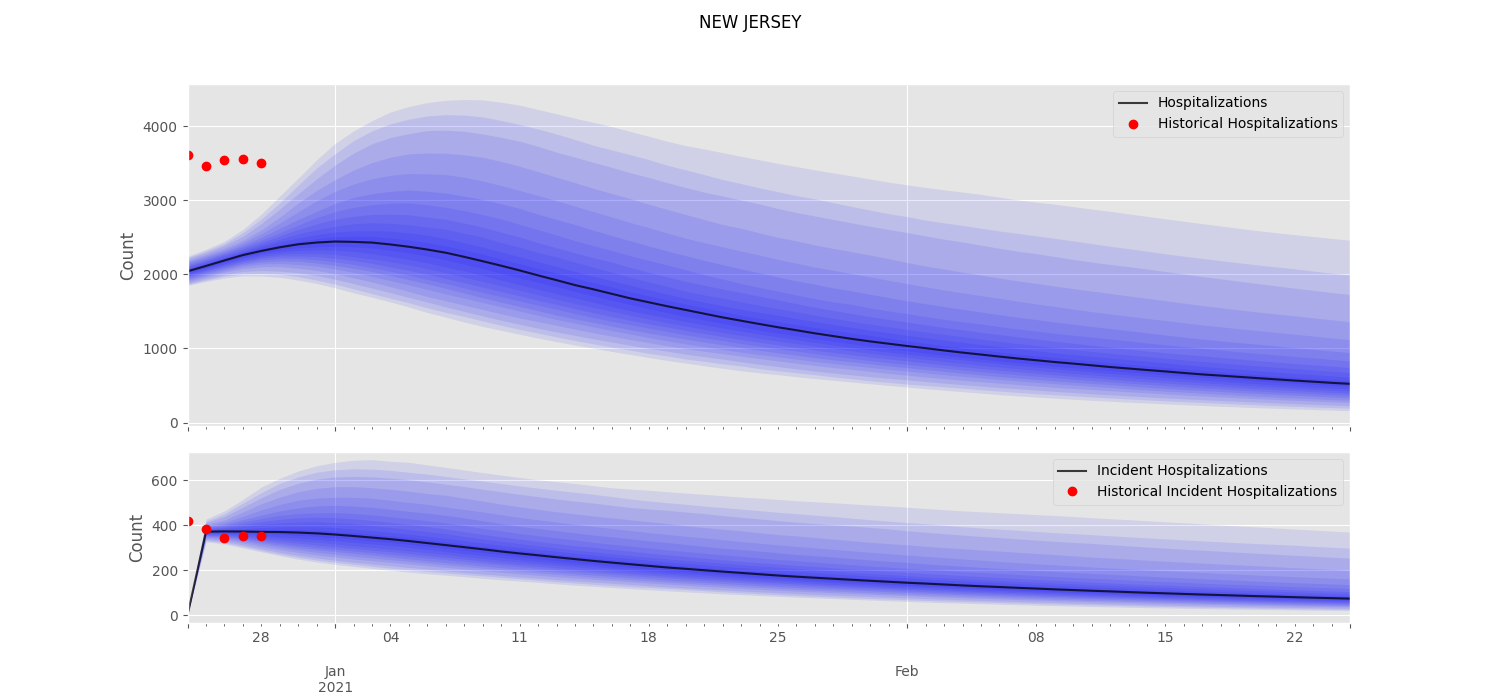 NEW JERSEY
Hospitalizations
Historical Hospitalizations
Count
4000
3000
2000
1000
0
Incident Hospitalizations
Historical Incident Hospitalizations
Count
600
400
200
0
28 04 11 18 25 08 15 22
Jan Feb
2021